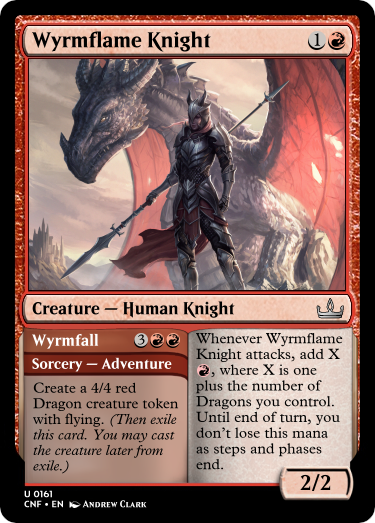 Wyrmflame Knight 1
Creature — Human Knight
Wyrmfall 3
Sorcery — Adventure
Create a 4/4 red
Dragon creature token
with flying. (Then exile
this card. You may cast
the creature later from
exile.)
Whenever Wyrmflame
Knight attacks, add X
, where X is one
plus the number of
Dragons you control.
Until end of turn, you
don't lose this mana
as steps and phases
end.
2/2
U 0161
CNF • EN Andrew Clark